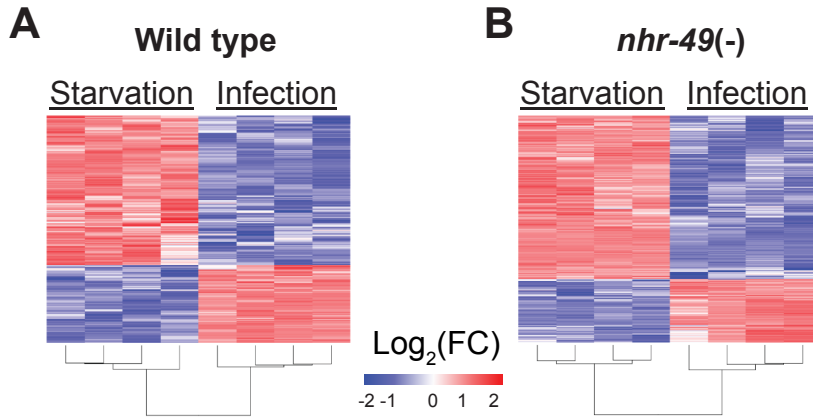 A
Wild type
Starvation Infection
B
nhr-49(-)
Starvation Infection
Log2(FC)
-2 -1 0 1 2